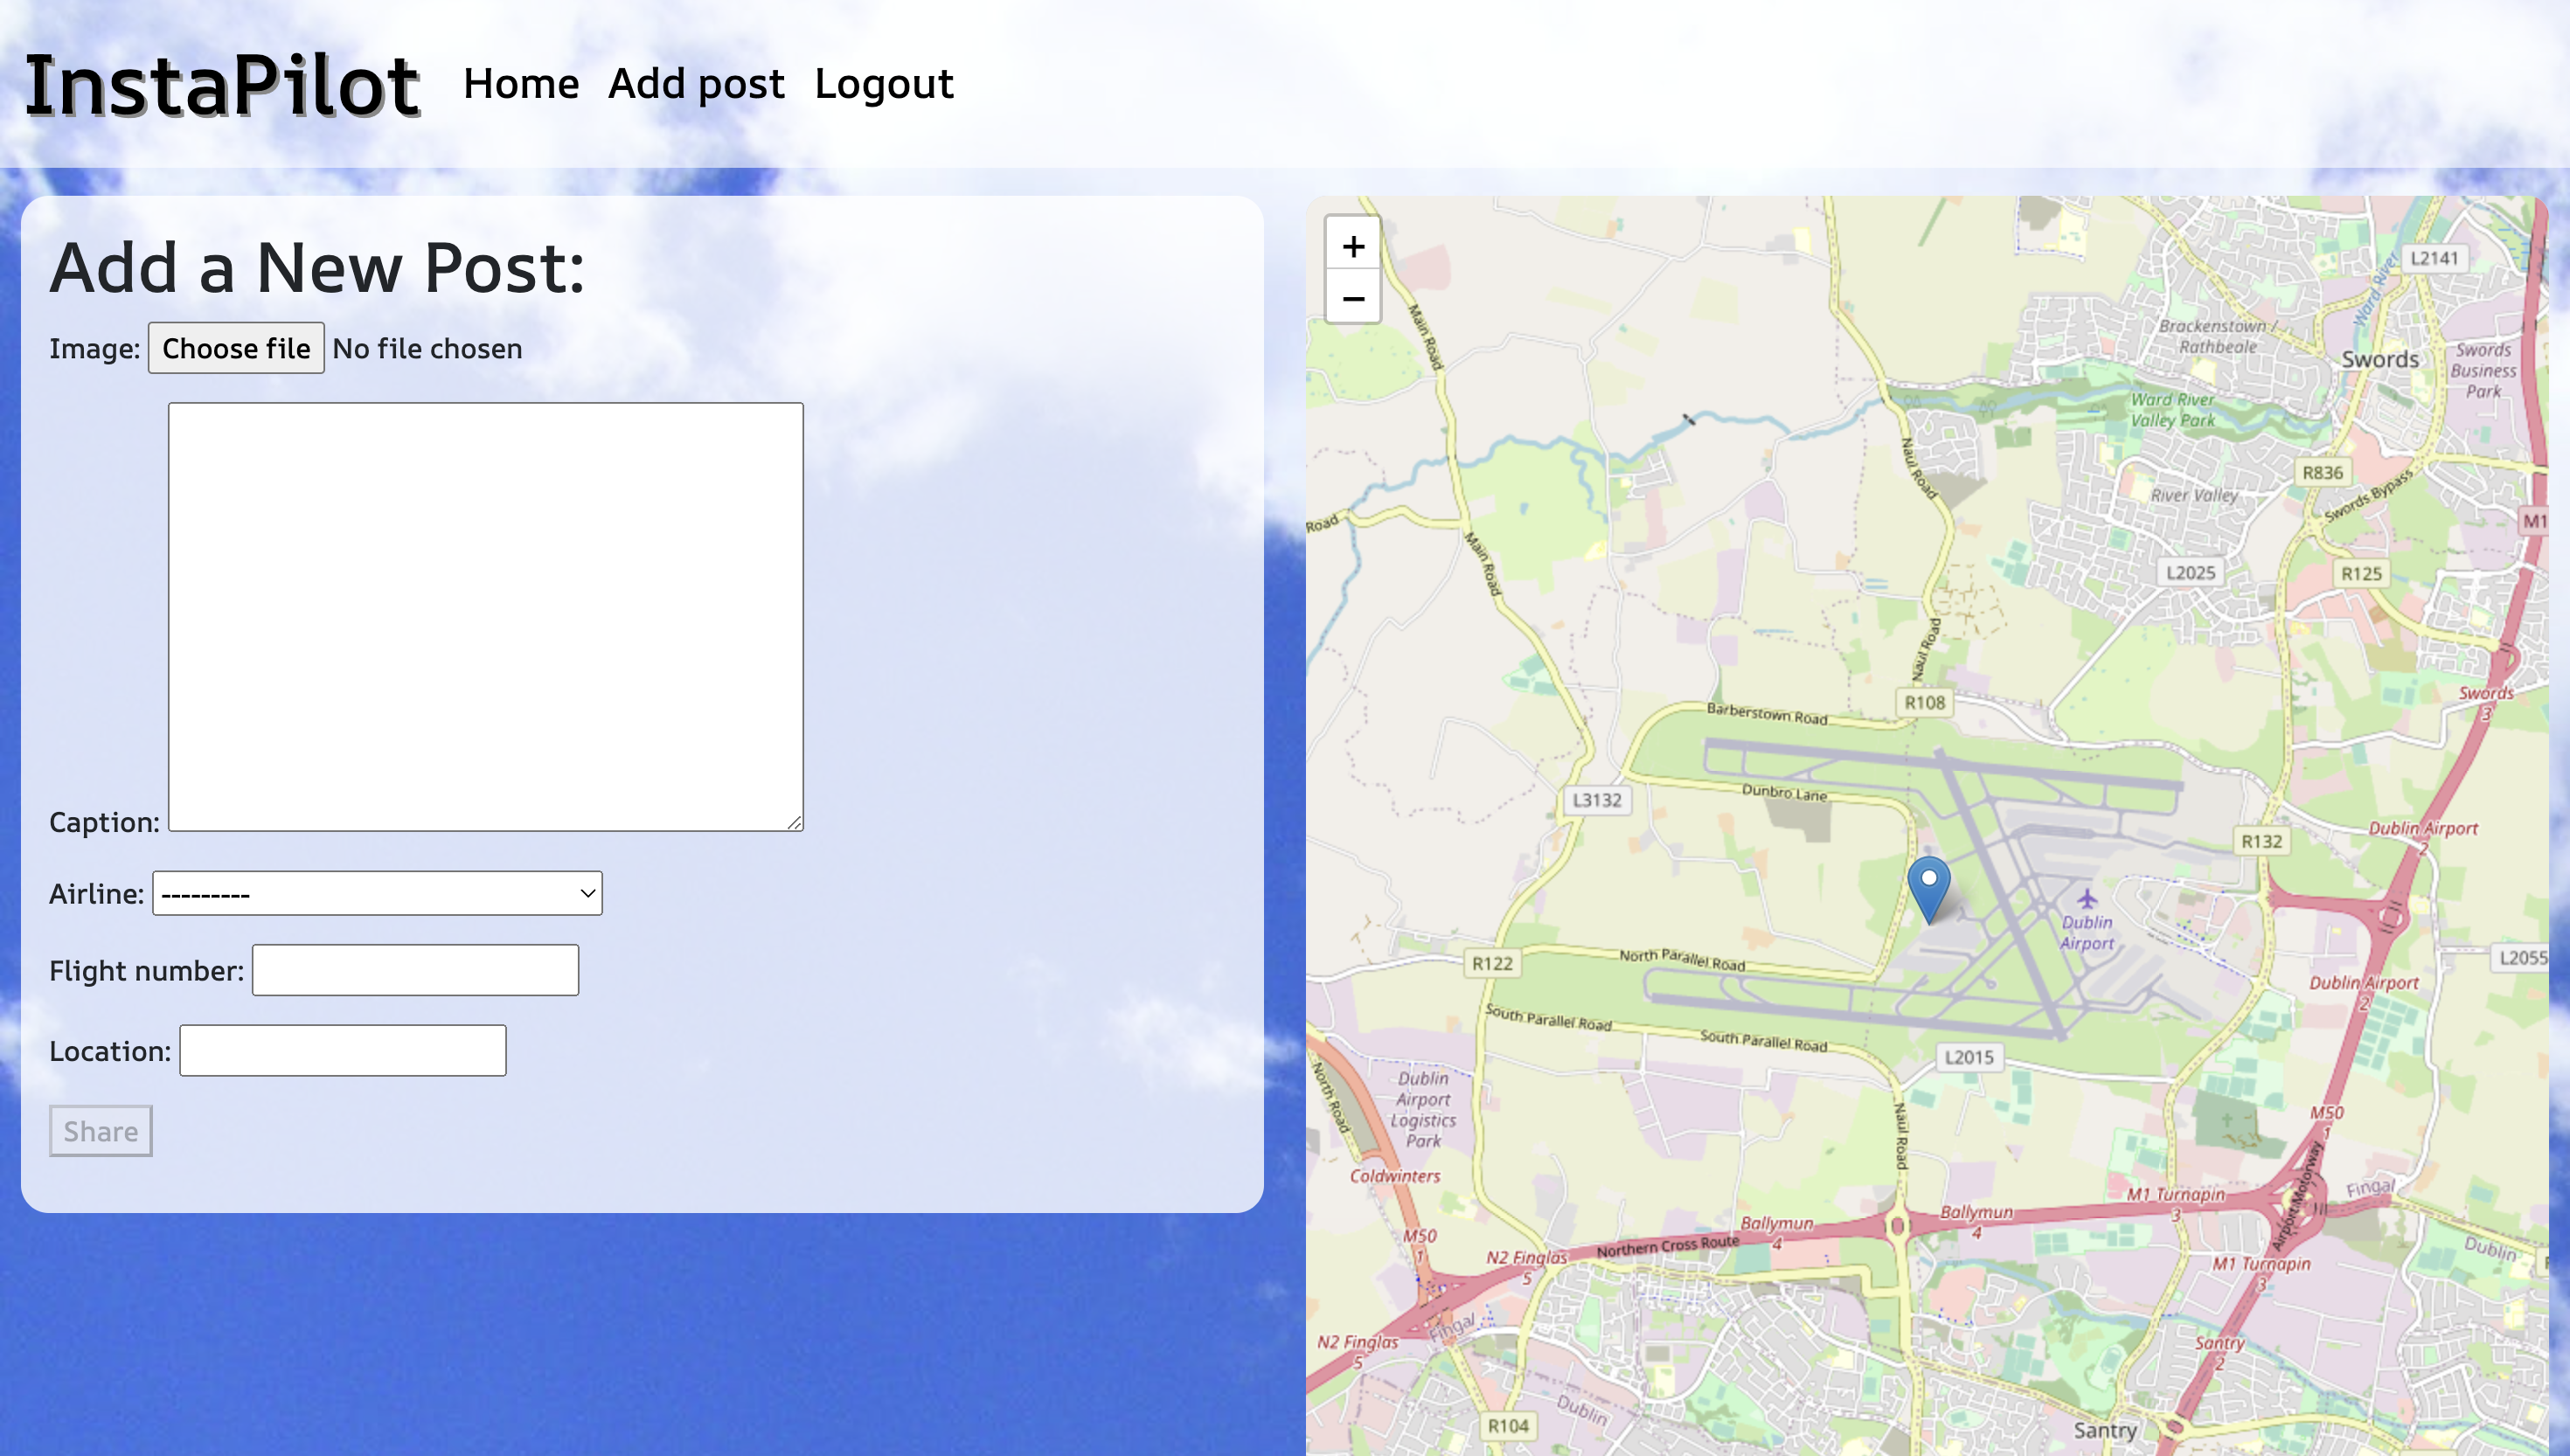 InstaPilot Home Add post Logout
Add a New Post:
Image: Choose file No file chosen
Caption:
Airline: ---------
Flight number:
Location:
Share
+
−
L2141
Ward River
Main Road
Brackenstown /
Rathbeale
Swords
Swords
Business
Park
Ward River
Valley Park
Naul Road
R836
River Valley
Swords Bypass
Road
M1
Main Road
L2025
R125
Naul Road
Swords
3
R108
Barberstown Road
Dunbro Lane
L3132
Dublin Airport
2
R132
Dublin
Airport
R122
North Parallel Road
L2055
Dublin Airport
2
South Parallel Road
South Parallel Road
L2015
North Road
Dublin
Airport
Logistics
Park
Naul Road
M50
1
Coldwinters
Airport Motorway
Fingal
M1 Turnapin
3
Ballymun
4
Ballymun
4
M50
1
Northern Cross Route
N2 Finglas
5
Dublin
M1 Turnapin
3
Fingal
N2 Finglas
5
Santry
2
Dublin
R104
Santry